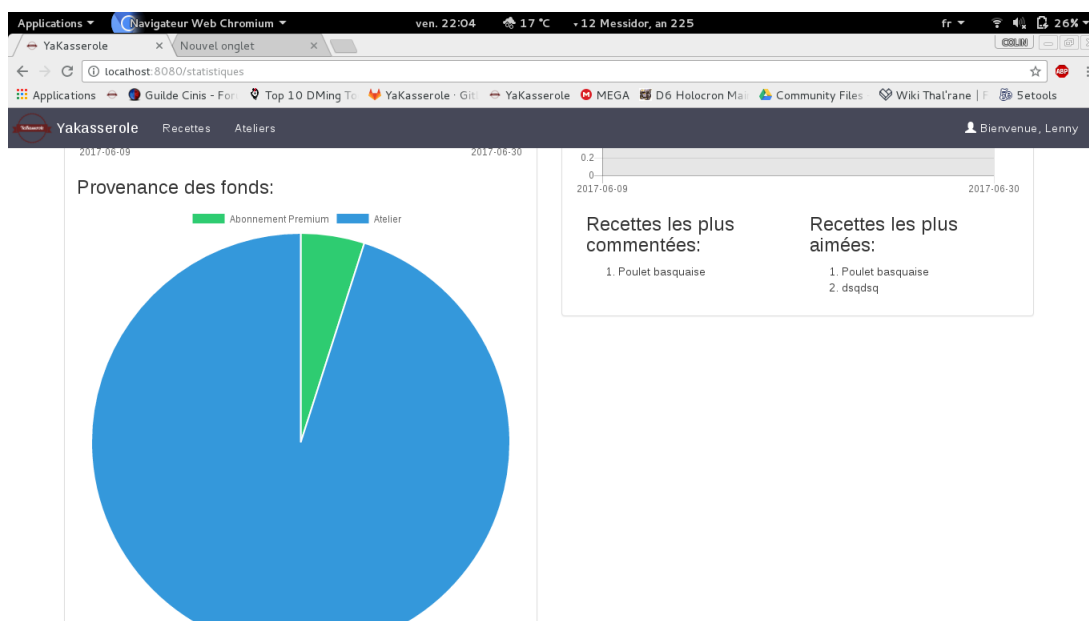 Applications
Navigateur Web Chromium
ven. 22:04
17 °C
12 Messidor, an 225
fr
26%
YaKasserole
Nouvel onglet
COLIN
localhost:8080/statistiques
ABP
Applications
Guilde Cinis - For
Top 10 DMing To
YaKasserole · Git
YaKasserole
MEGA
D6 Holocron Mai
Community Files
Wiki Thal'rane | F
5etools
Yakasserole
Recettes
Ateliers
Bienvenue, Lenny
2017-06-09
2017-06-30
Provenance des fonds:
Abonnement Premium
Atelier
0.2
0
2017-06-09
2017-06-30
Recettes les plus
commentées:
1. Poulet basquaise
Recettes les plus
aimées:
1. Poulet basquaise
2. dsqdsq